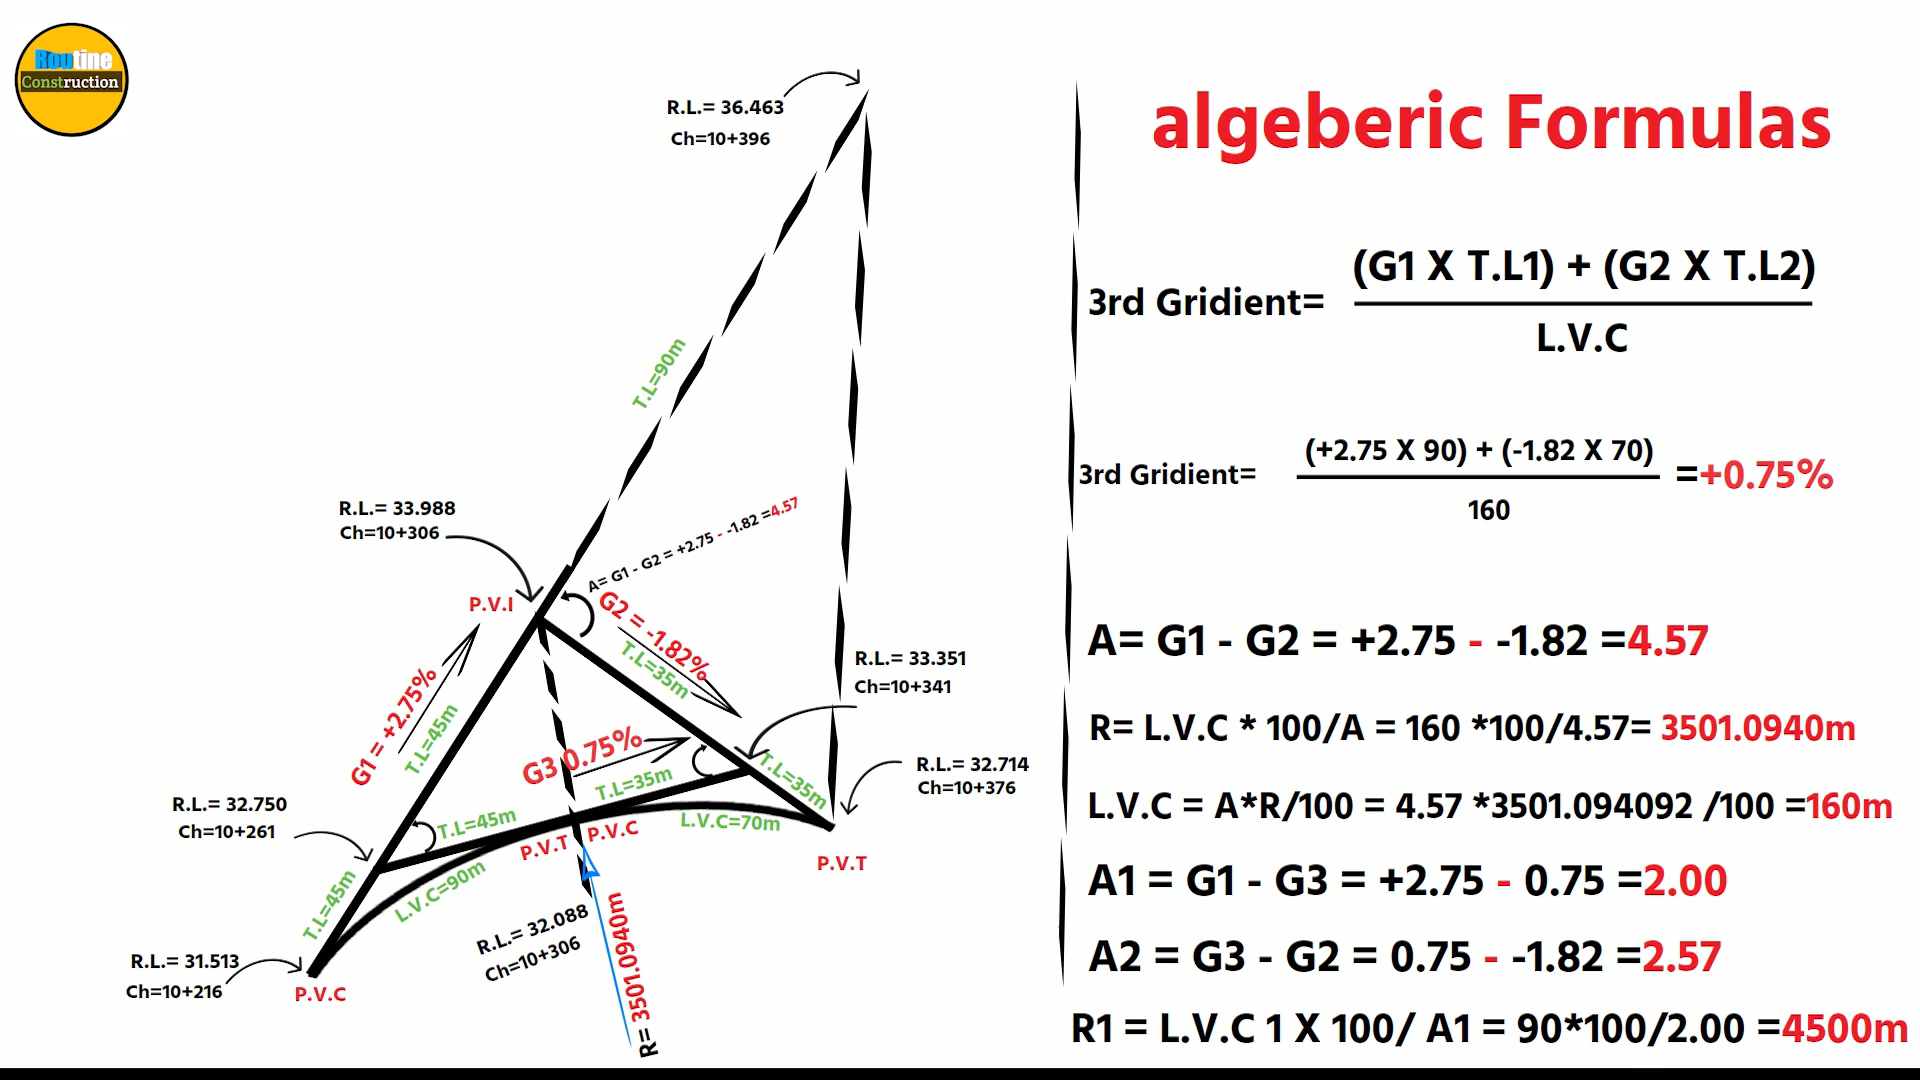 Routine
Construction
R.L.= 36.463
Ch=10+396
T.L=90m
R.L.= 33.988
Ch=10+306
A= G1 - G2 = +2.75 - -1.82 =4.57
P.V.I
G2 = -1.82%
T.L=35m
G1 = +2.75%
T.L=45m
R.L.= 33.351
Ch=10+341
G3 0.75%
T.L=35m
T.L=35m
R.L.= 32.714
Ch=10+376
R.L.= 32.750
Ch=10+261
T.L=45m
L.V.C=70m
P.V.T
P.V.C
P.V.T
T.L=45m
L.V.C=90m
R.L.= 32.088
Ch=10+306
R= 3501.0940m
R.L.= 31.513
Ch=10+216
P.V.C
algeberic Formulas
3rd Gridient=
(G1 X T.L1) + (G2 X T.L2)
L.V.C
3rd Gridient=
(+2.75 X 90) + (-1.82 X 70)
160
=+0.75%
A= G1 - G2 = +2.75 - -1.82 =4.57
R= L.V.C * 100/A = 160 *100/4.57= 3501.0940m
L.V.C = A*R/100 = 4.57 *3501.094092 /100 =160m
A1 = G1 - G3 = +2.75 - 0.75 =2.00
A2 = G3 - G2 = 0.75 - -1.82 =2.57
R1 = L.V.C 1 X 100/ A1 = 90*100/2.00 =4500m